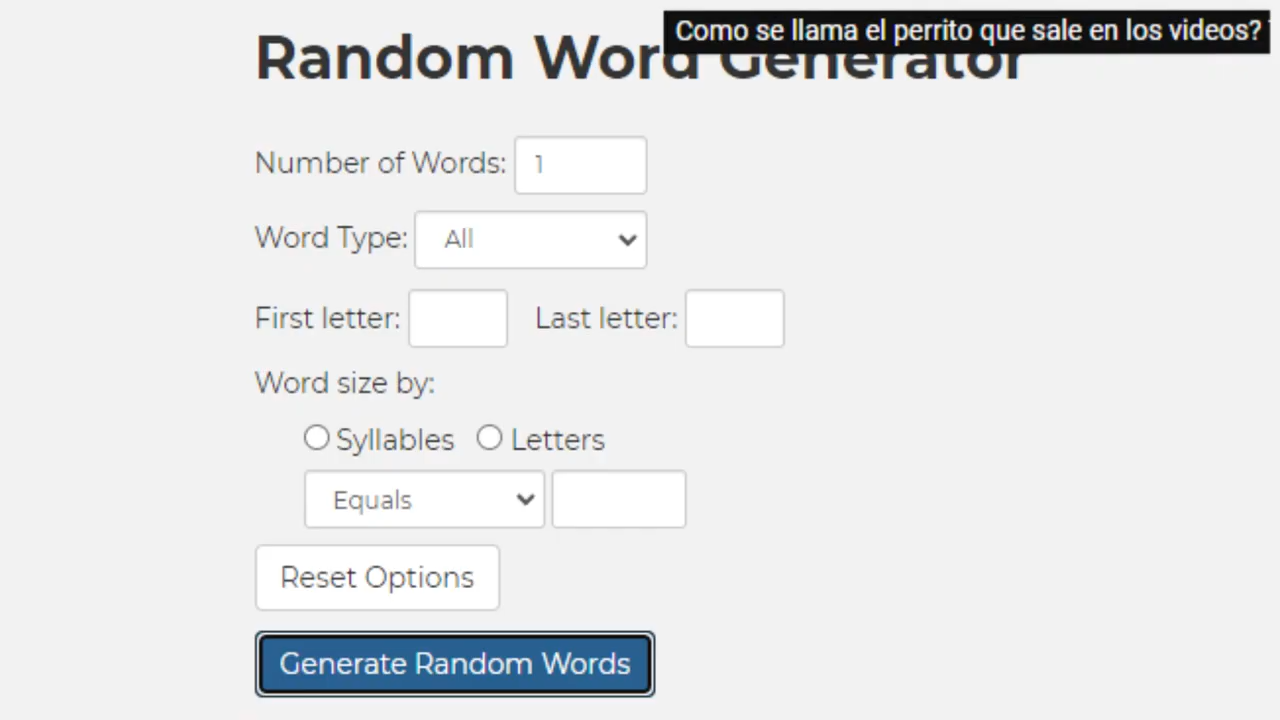 Como se llama el perrito que sale en los videos?
Random Word Generator
Number of Words: 1
Word Type: All
First letter: Last letter:
Word size by:
Syllables Letters
Equals
Reset Options
Generate Random Words